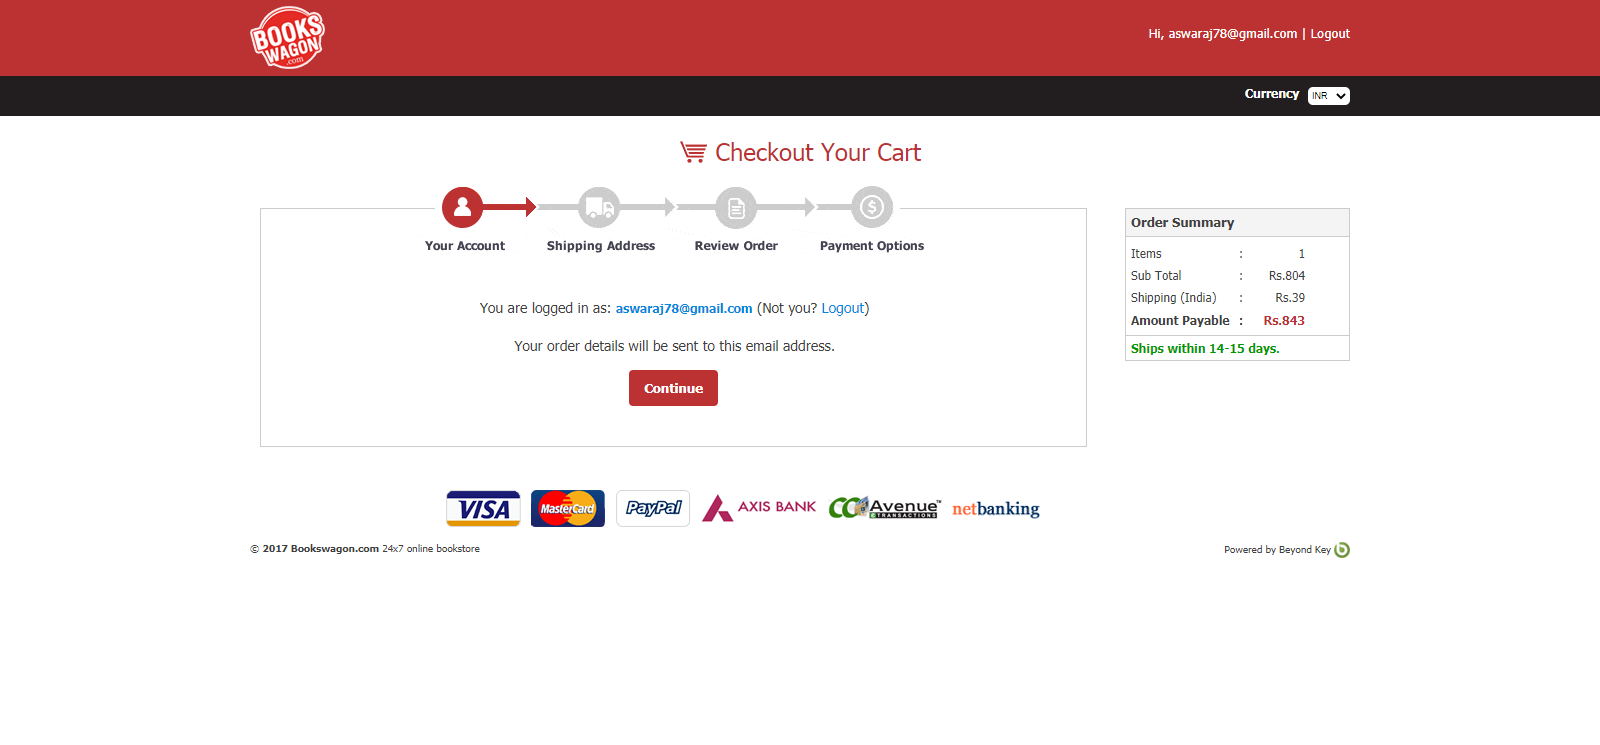 BOOKS
WAGON
.com
Hi, aswaraj78@gmail.com | Logout
Currency INR
Checkout Your Cart
Your Account Shipping Address Review Order Payment Options
You are logged in as: aswaraj78@gmail.com (Not you? Logout)
Your order details will be sent to this email address.
Continue
Order Summary
Items : 1
Sub Total : Rs.804
Shipping (India) : Rs.39
Amount Payable : Rs.843
Ships within 14-15 days.
VISA MasterCard PayPal AXIS BANK CCAvenue™ netbanking
TRANSACTIONS
© 2017 Bookswagon.com 24x7 online bookstore
Powered by Beyond Key b